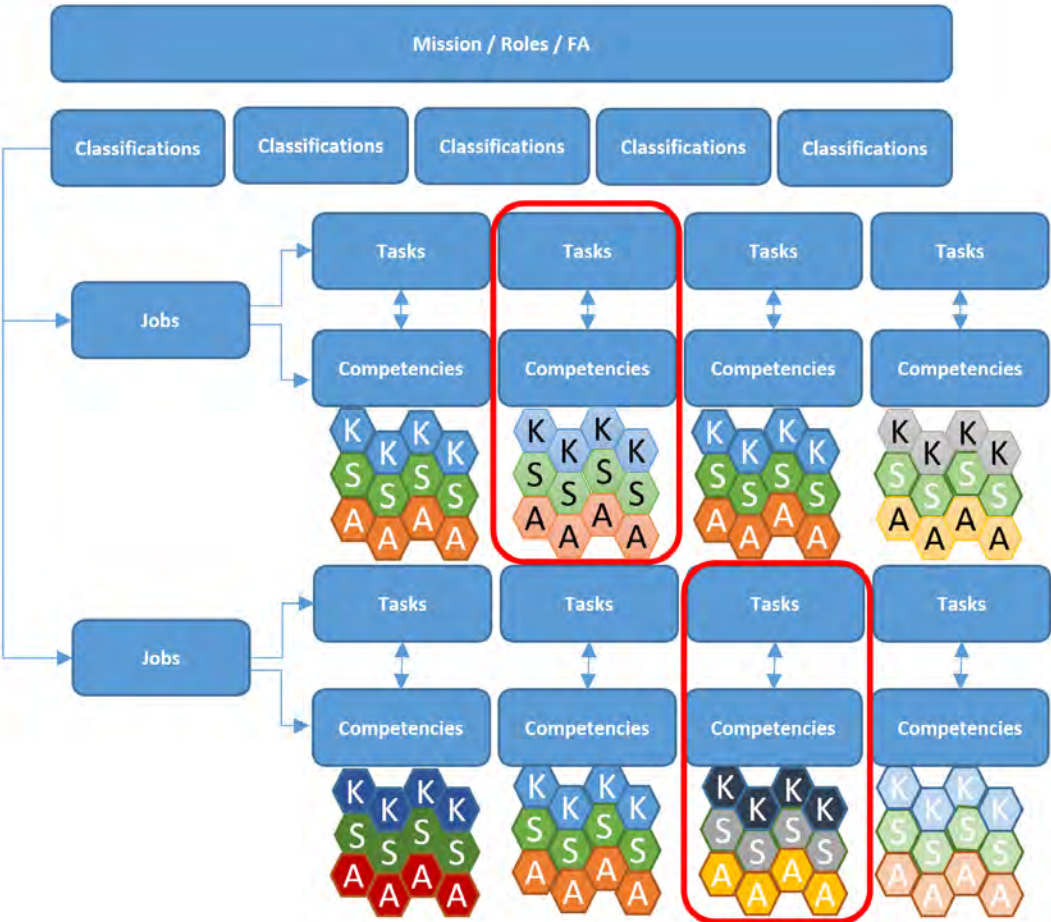 Mission / Roles / FA
Classifications Classifications Classifications Classifications Classifications
Tasks Tasks Tasks Tasks
Jobs
Competencies Competencies Competencies Competencies
K K K K K K K K K K K K K K K K
S S S S S S S S S S S S S S S S
A A A A A A A A A A A A A A A A
Tasks Tasks Tasks Tasks
Jobs
Competencies Competencies Competencies Competencies
K K K K K K K K K K K K K K K K
S S S S S S S S S S S S S S S S
A A A A A A A A A A A A A A A A